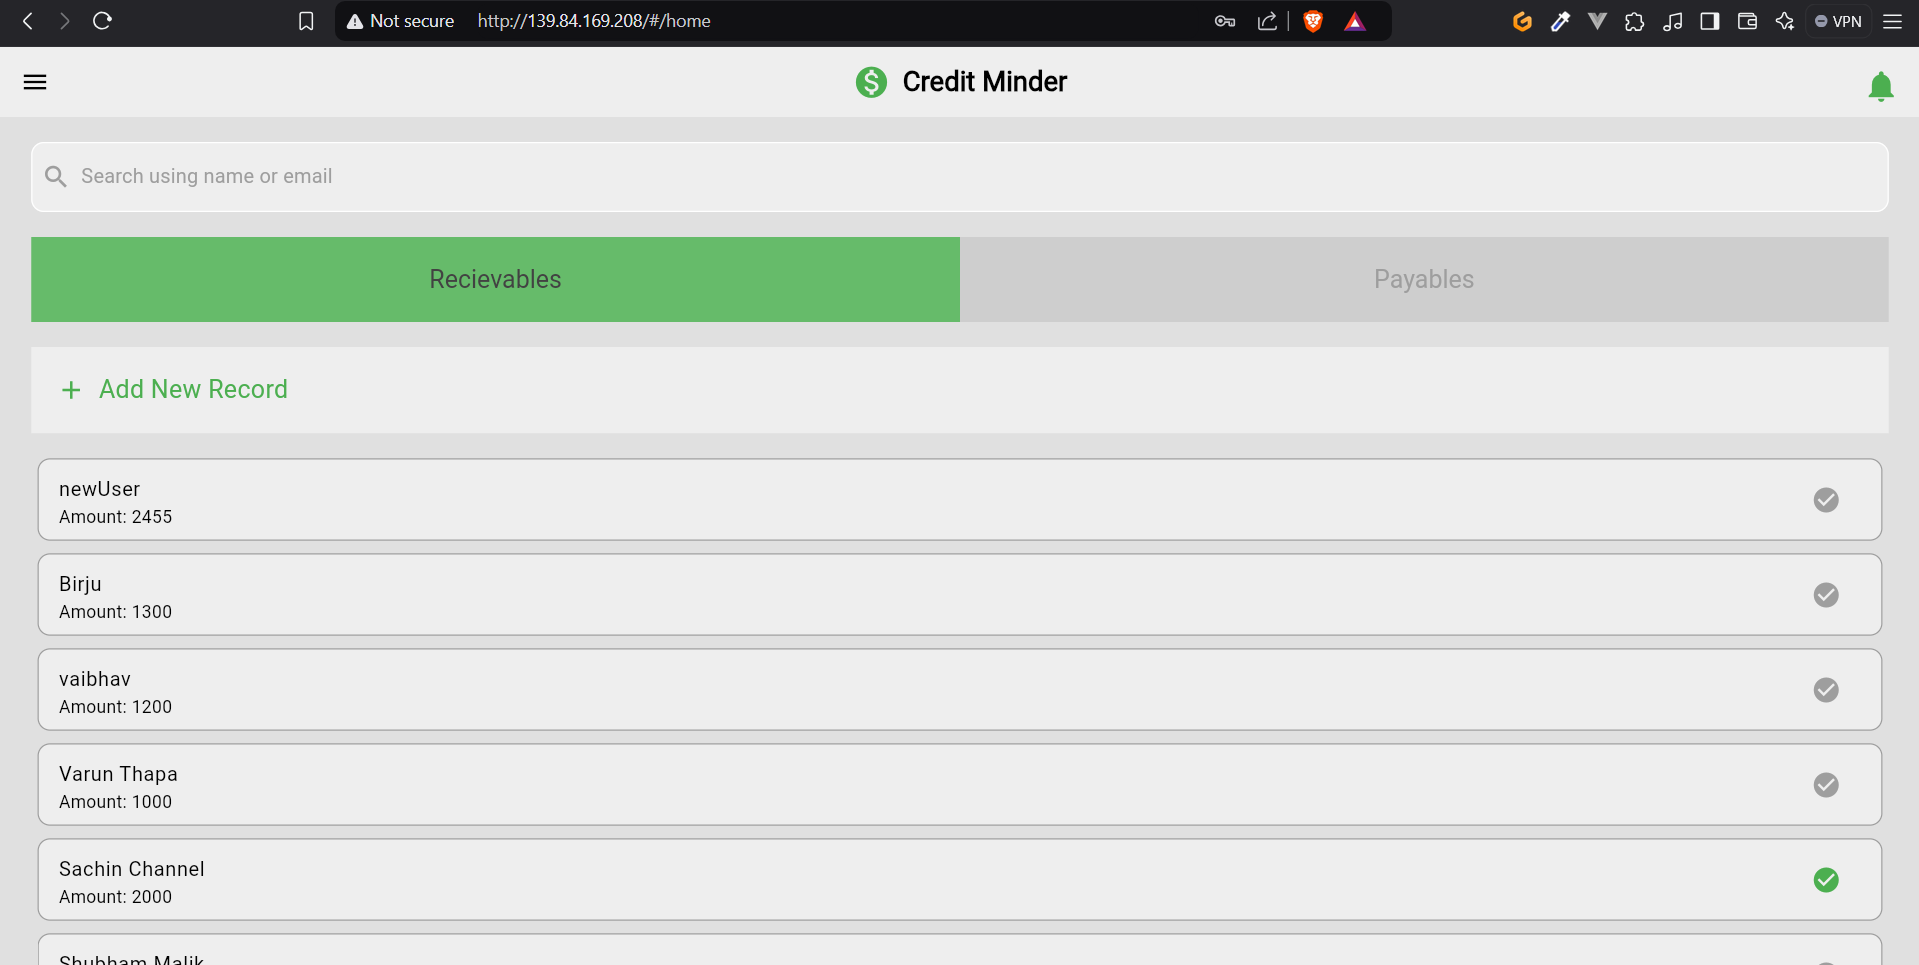 Not secure http://139.84.169.208/#/home VPN
Credit Minder
Search using name or email
Recievables Payables
+ Add New Record
newUser
Amount: 2455
Birju
Amount: 1300
vaibhav
Amount: 1200
Varun Thapa
Amount: 1000
Sachin Channel
Amount: 2000
Shubham Malik